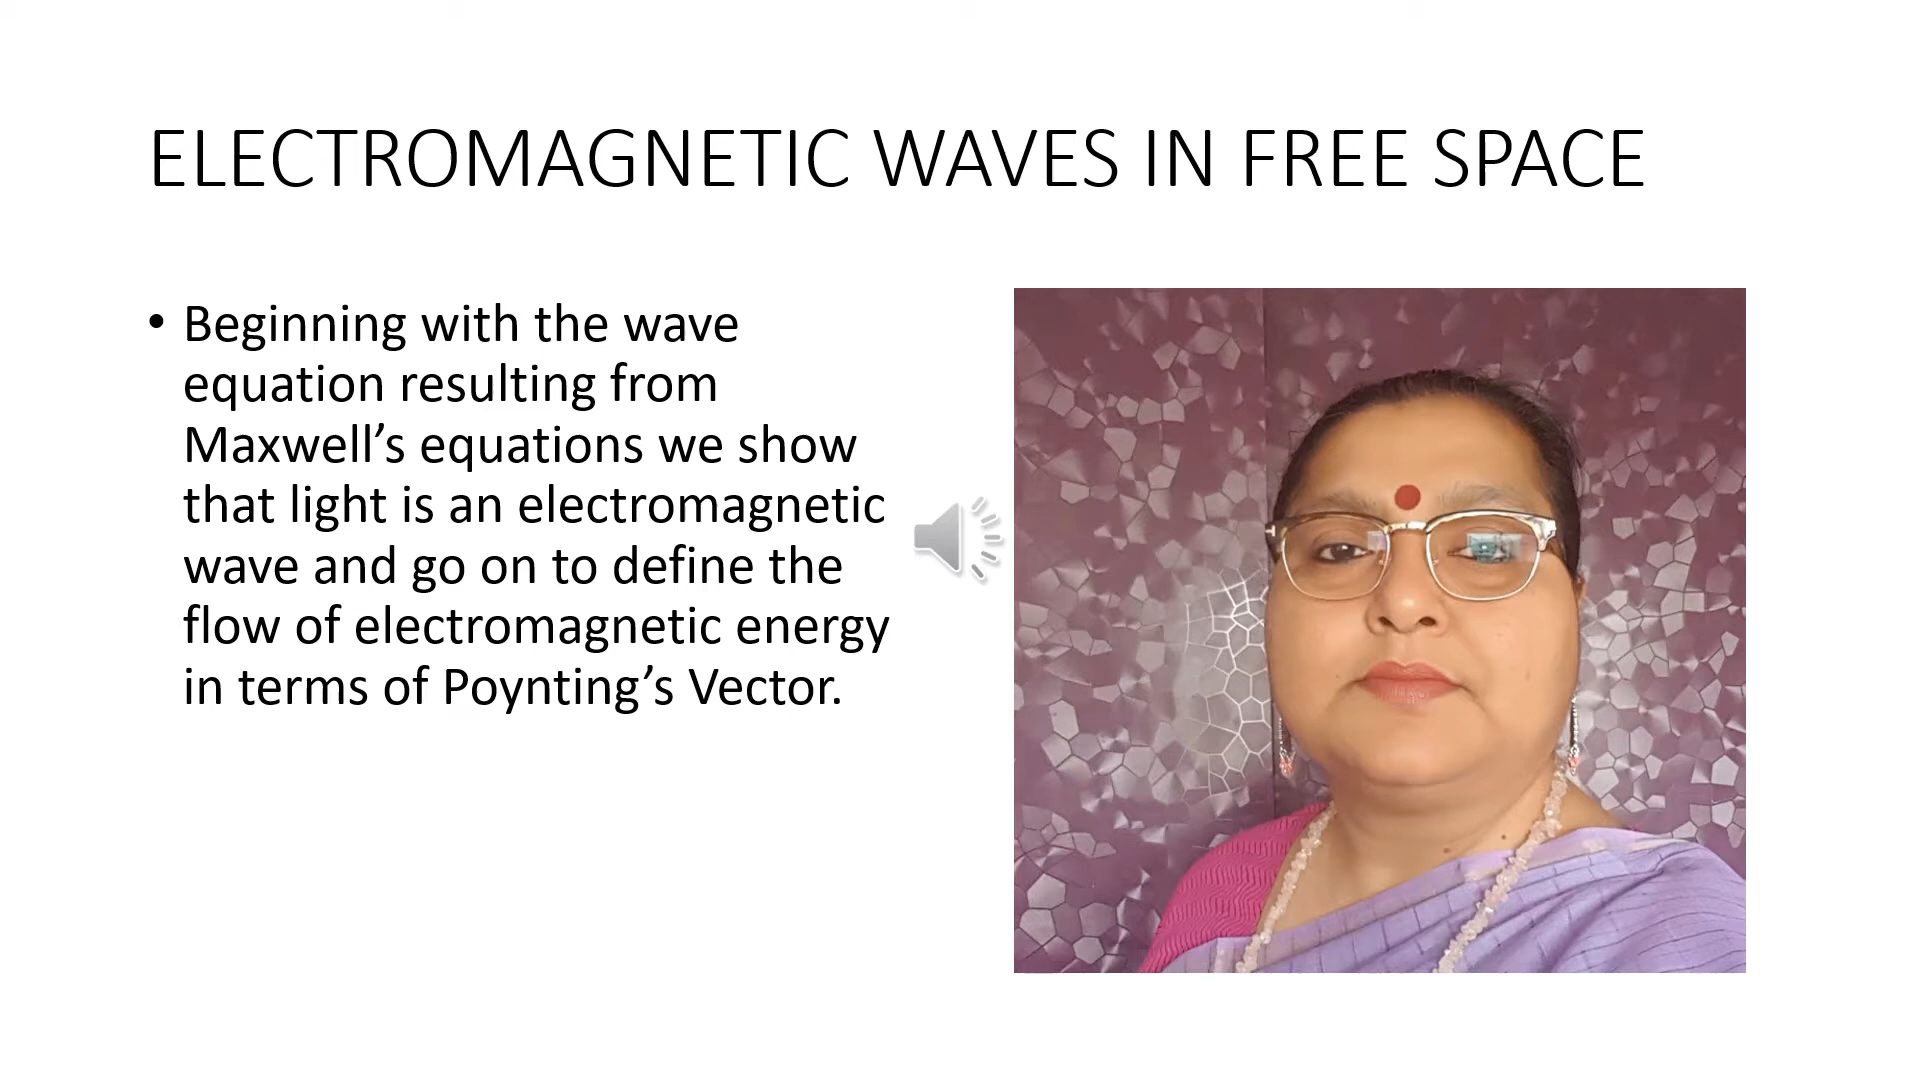 ELECTROMAGNETIC WAVES IN FREE SPACE
• Beginning with the wave
equation resulting from
Maxwell’s equations we show
that light is an electromagnetic
wave and go on to define the
flow of electromagnetic energy
in terms of Poynting’s Vector.